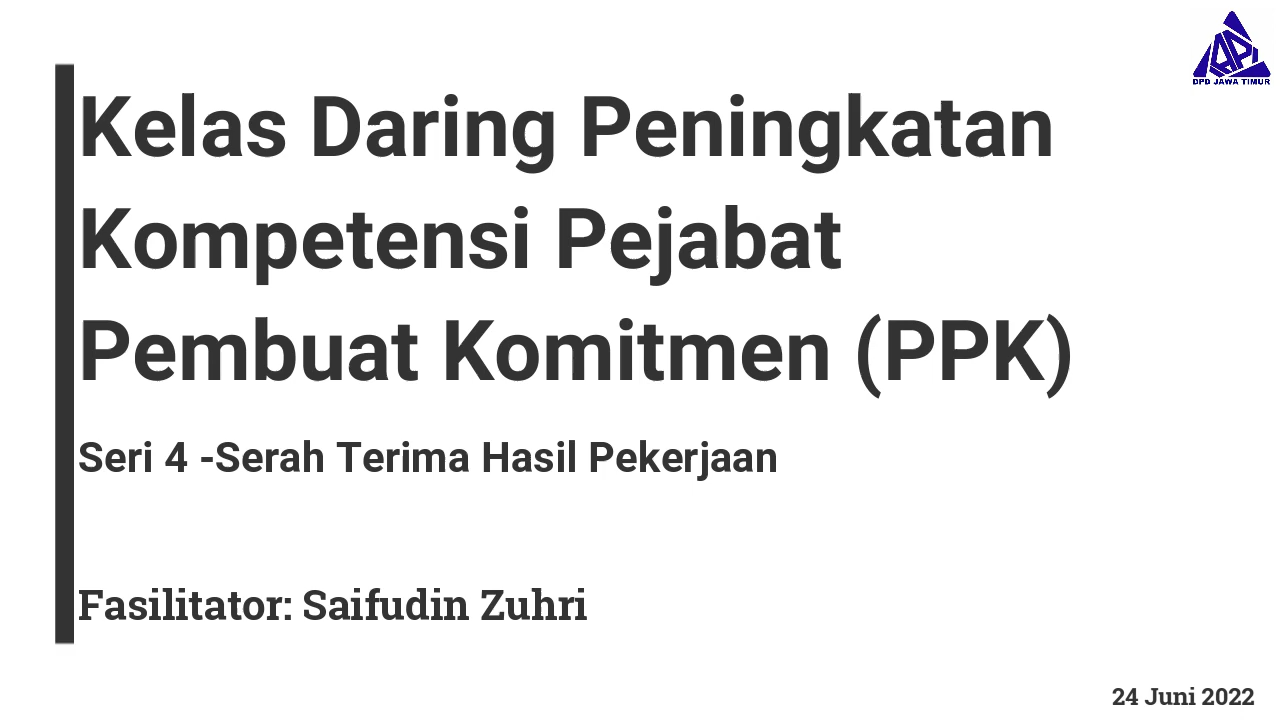 API
DPD JAWA TIMUR
Kelas Daring Peningkatan
Kompetensi Pejabat
Pembuat Komitmen (PPK)
Seri 4 -Serah Terima Hasil Pekerjaan
Fasilitator: Saifudin Zuhri
24 Juni 2022